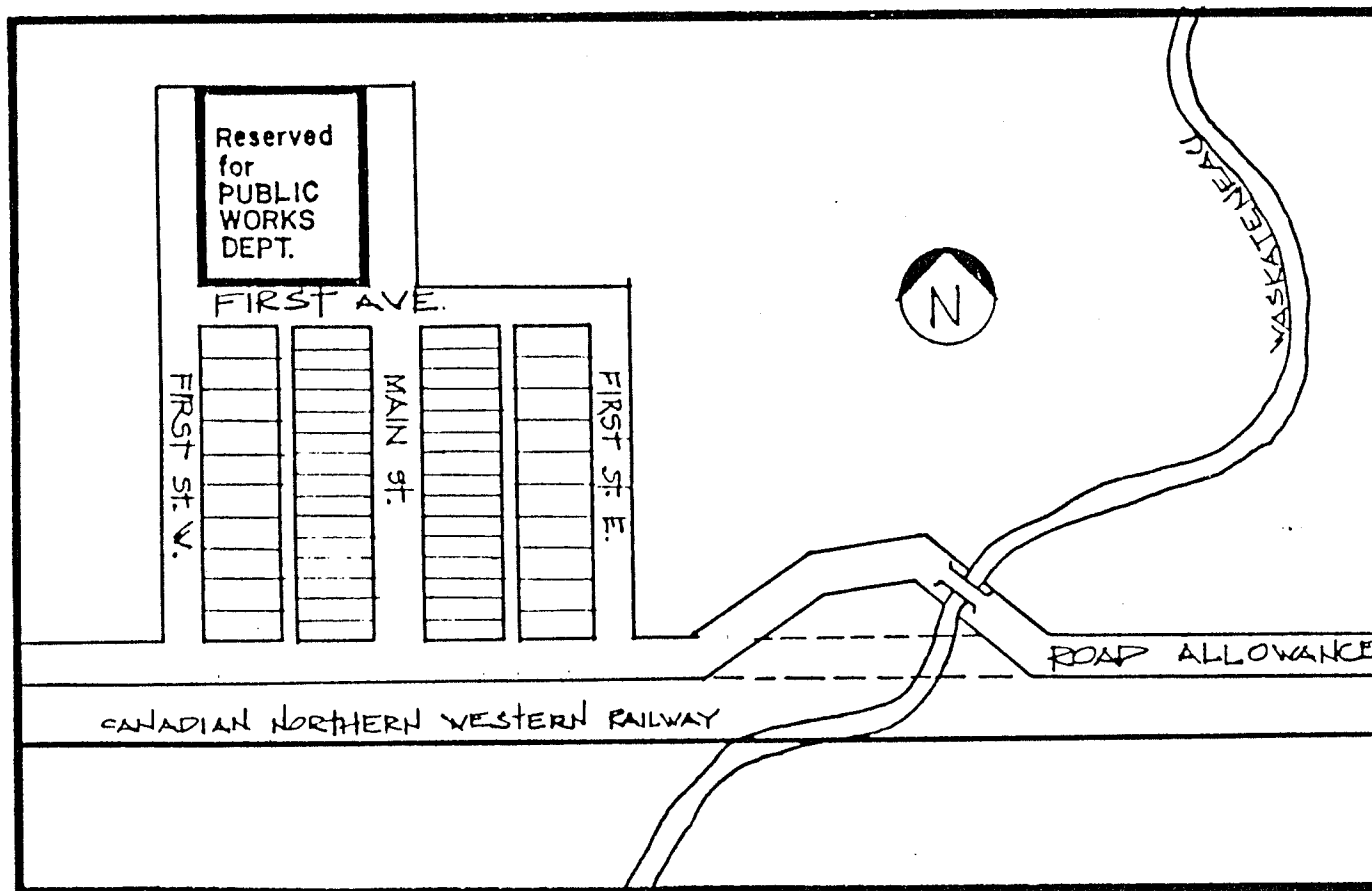 Reserved
for
PUBLIC
WORKS
DEPT.
FIRST AVE.
FIRST ST. W.
MAIN ST.
FIRST ST. E.
N
WASKATENEAU
ROAD ALLOWANCE
CANADIAN NORTHERN WESTERN RAILWAY